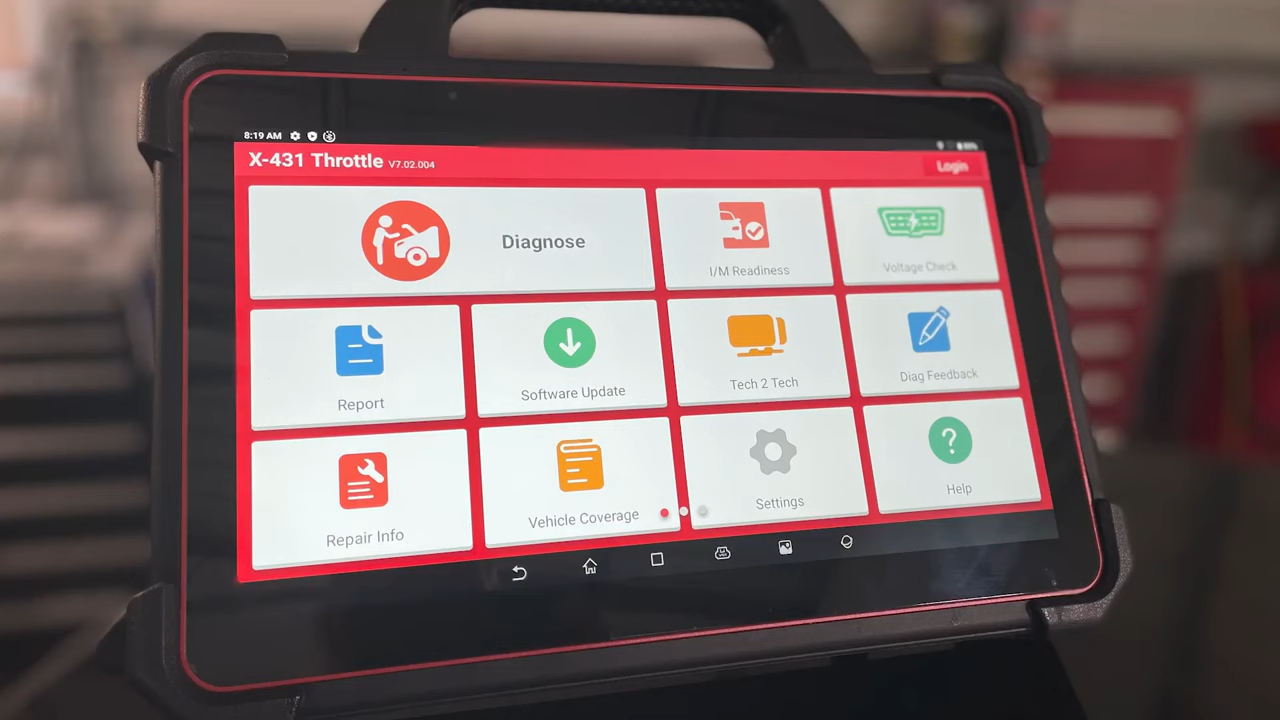 8:19 AM
X-431 Throttle V7.02.004
Login
Diagnose
I/M Readiness
Voltage Check
Report
Software Update
Tech 2 Tech
Diag Feedback
Repair Info
Vehicle Coverage
Settings
Help